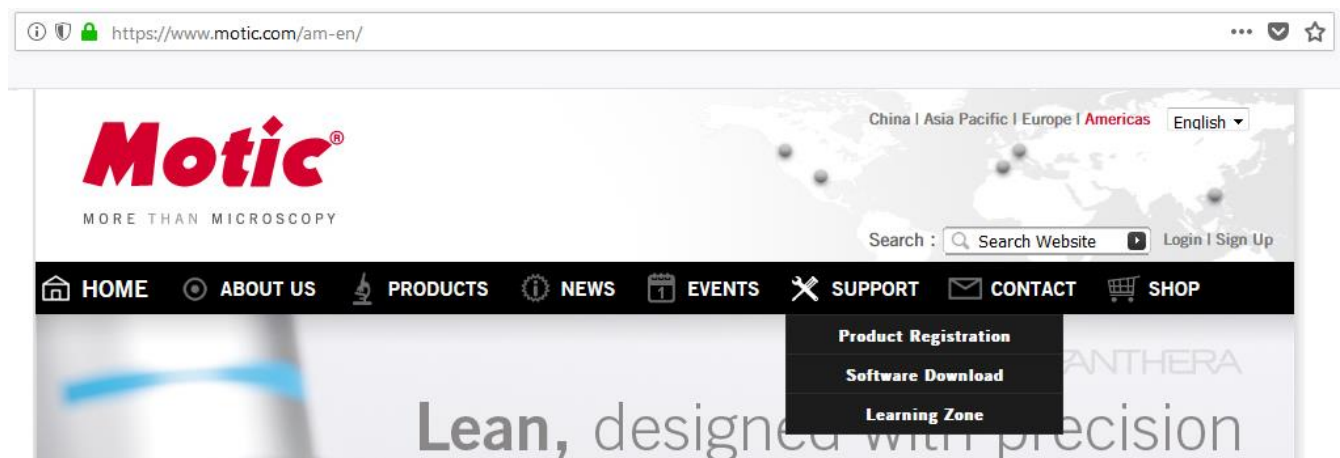 https://www.motic.com/am-en/
China | Asia Pacific | Europe | Americas English
Motic®
MORE THAN MICROSCOPY
Search : Search Website Login | Sign Up
HOME ABOUT US PRODUCTS NEWS 1 EVENTS SUPPORT CONTACT SHOP
Product Registration
Software Download
Learning Zone
ANTHERA
Lean, designed with precision